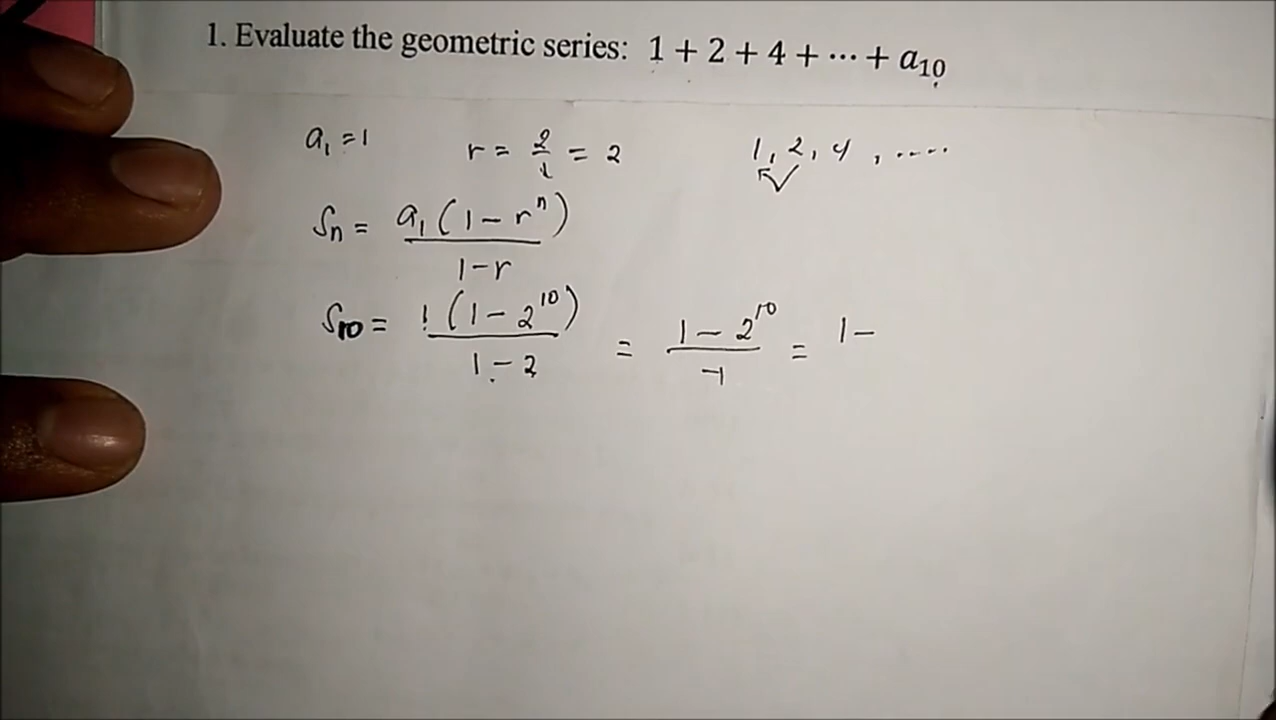 1. Evaluate the geometric series: 1 + 2 + 4 + ⋯ + a₁₀
a₁ = 1 r = 2/1 = 2 1, 2, 4, ....
Sₙ = a₁(1 − rⁿ)/1 − r
S₁₀ = 1(1 − 2¹⁰)/1 − 2 = 1 − 2¹⁰/−1 = 1 −